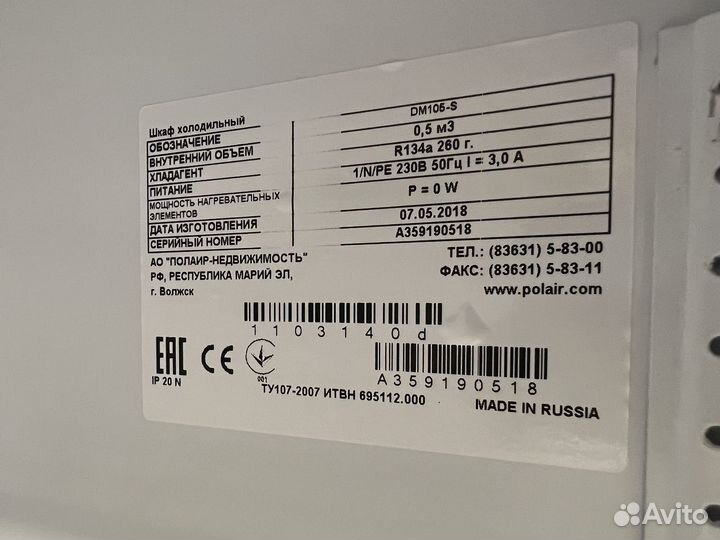 Шкаф холодильный
ОБОЗНАЧЕНИЕ DM105-S
ВНУТРЕННИЙ ОБЪЕМ 0,5 м3
ХЛАДАГЕНТ R134a 260 г.
ПИТАНИЕ 1/N/PE 230В 50Гц I = 3,0 А
МОЩНОСТЬ НАГРЕВАТЕЛЬНЫХ ЭЛЕМЕНТОВ P = 0 W
ДАТА ИЗГОТОВЛЕНИЯ 07.05.2018
СЕРИЙНЫЙ НОМЕР A359190518
АО "ПОЛАИР-НЕДВИЖИМОСТЬ"
РФ, РЕСПУБЛИКА МАРИЙ ЭЛ,
г. Волжск
ТЕЛ.: (83631) 5-83-00
ФАКС: (83631) 5-83-11
www.polair.com
1103140d
A359190518
EAC CE
001
IP 20 N
ТУ107-2007 ИТВН 695112.000
MADE IN RUSSIA
Avito